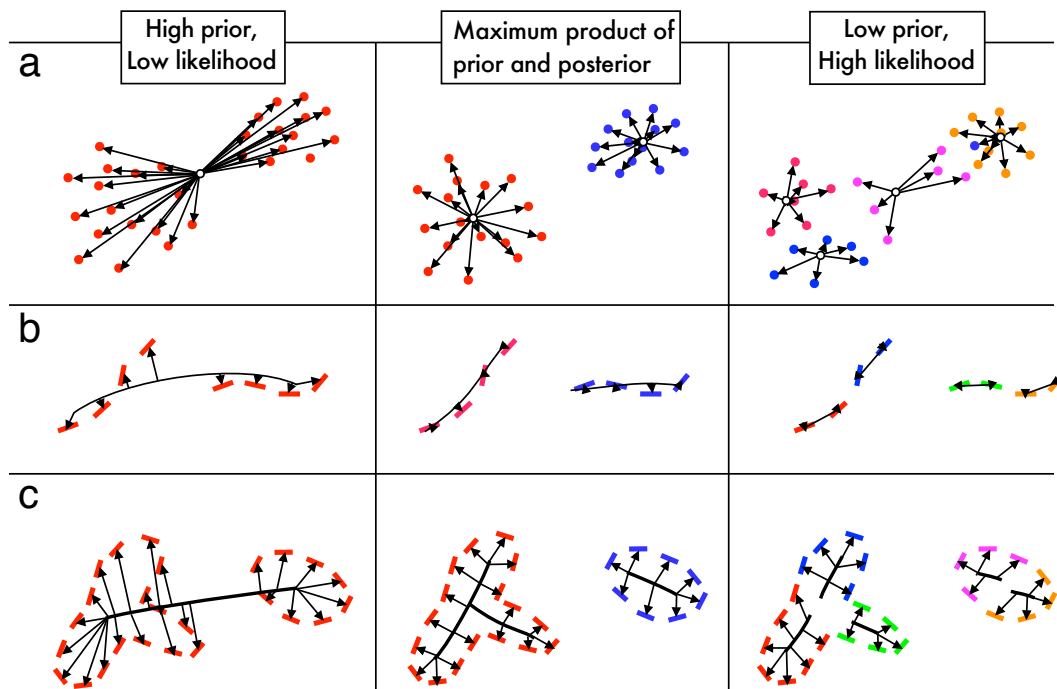 High prior,
Low likelihood
Maximum product of
prior and posterior
Low prior,
High likelihood
a
b
c